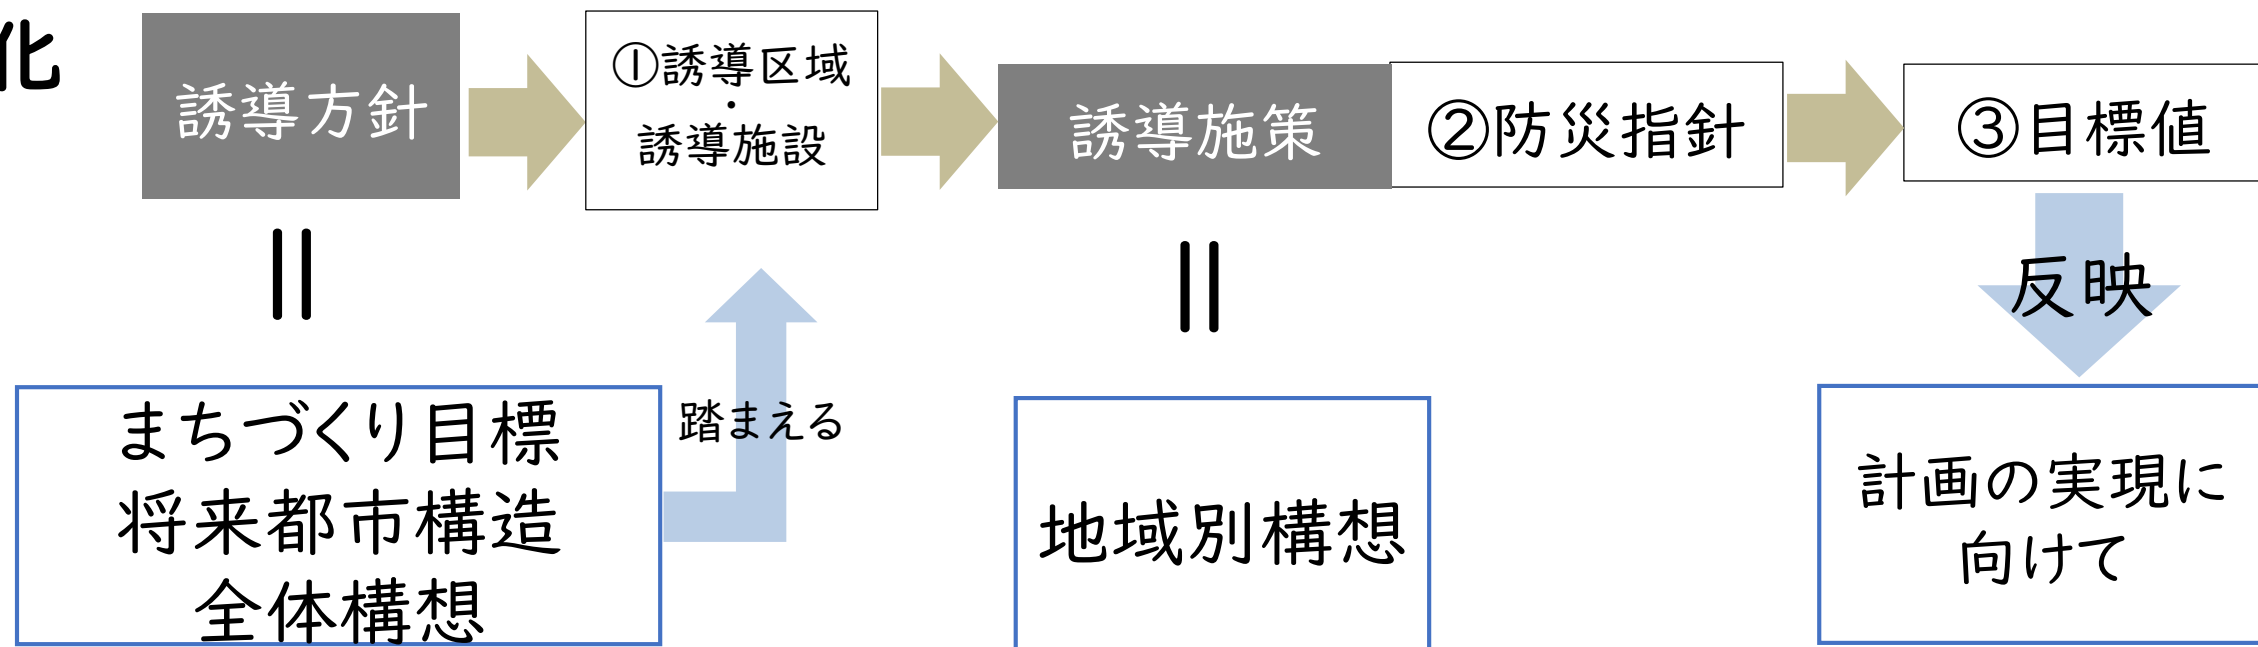 化
誘導方針
①誘導区域
・
誘導施設
誘導施策
②防災指針
③目標値
反映
踏まえる
まちづくり目標
将来都市構造
全体構想
地域別構想
計画の実現に
向けて